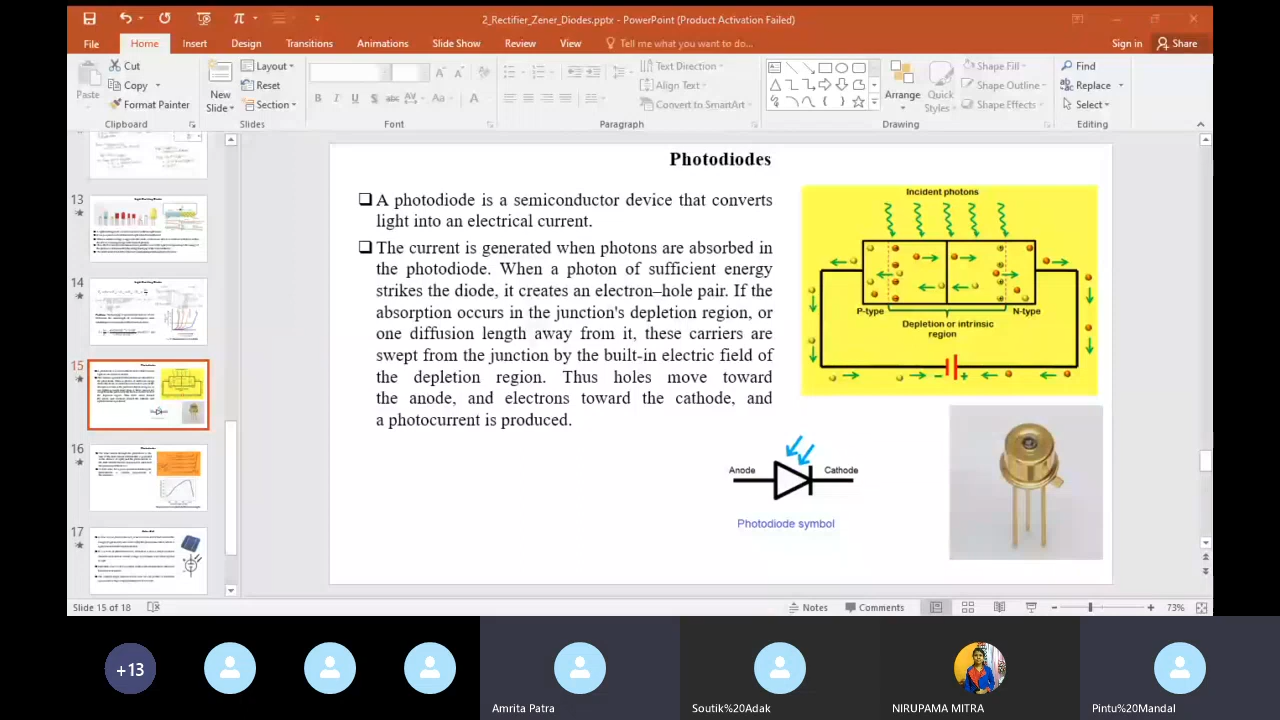 2_Rectifier_Zener_Diodes.pptx - PowerPoint (Product Activation Failed)
File Home Insert Design Transitions Animations Slide Show Review View Tell me what you want to do... Sign in Share
Paste
Cut
Copy
Format Painter
Clipboard
New
Slide
Layout
Reset
Section
Slides
B I U S abc AV Aa A
Font
Text Direction
Align Text
Convert to SmartArt
Paragraph
Arrange
Quick
Styles
Shape Fill
Shape Outline
Shape Effects
Drawing
Find
Replace
Select
Editing
13
14
15
16
17
Photodiodes
A photodiode is a semiconductor device that converts
light into an electrical current.
The current is generated when photons are absorbed in
the photodiode. When a photon of sufficient energy
strikes the diode, it creates an electron–hole pair. If the
absorption occurs in the junction's depletion region, or
one diffusion length away from it, these carriers are
swept from the junction by the built-in electric field of
the depletion region. Thus holes move toward
the anode, and electrons toward the cathode, and
a photocurrent is produced.
Incident photons
P-type
N-type
Depletion or intrinsic
region
- +
Anode
Cathode
Photodiode symbol
Slide 15 of 18
Notes Comments 73%
+13
Amrita Patra
Soutik%20Adak
NIRUPAMA MITRA
Pintu%20Mandal